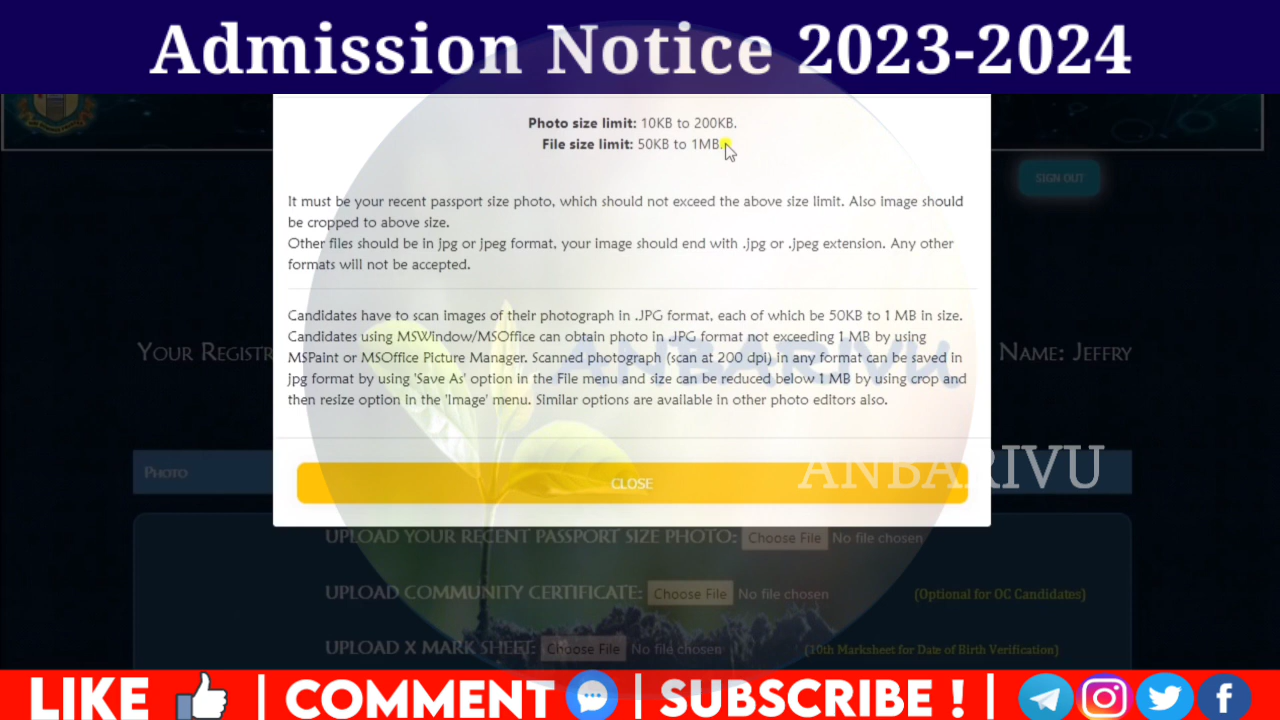 Admission Notice 2023-2024
Photo size limit: 10KB to 200KB.
File size limit: 50KB to 1MB.
SIGN OUT
It must be your recent passport size photo, which should not exceed the above size limit. Also image should
be cropped to above size.
Other files should be in jpg or jpeg format, your image should end with .jpg or .jpeg extension. Any other
formats will not be accepted.
Candidates have to scan images of their photograph in .JPG format, each of which be 50KB to 1 MB in size.
Candidates using MSWindow/MSOffice can obtain photo in .JPG format not exceeding 1 MB by using
MSPaint or MSOffice Picture Manager. Scanned photograph (scan at 200 dpi) in any format can be saved in
jpg format by using 'Save As' option in the File menu and size can be reduced below 1 MB by using crop and
then resize option in the 'Image' menu. Similar options are available in other photo editors also.
YOUR REGISTR
NAME: JEFFRY
ANBARIVU
PHOTO
CLOSE
ANBARIVU
UPLOAD YOUR RECENT PASSPORT SIZE PHOTO: Choose File No file chosen
UPLOAD COMMUNITY CERTIFICATE: Choose File No file chosen (Optional for OC Candidates)
UPLOAD X MARK SHEET: Choose File No file chosen (10th Marksheet for Date of Birth Verification)
LIKE | COMMENT | SUBSCRIBE ! |